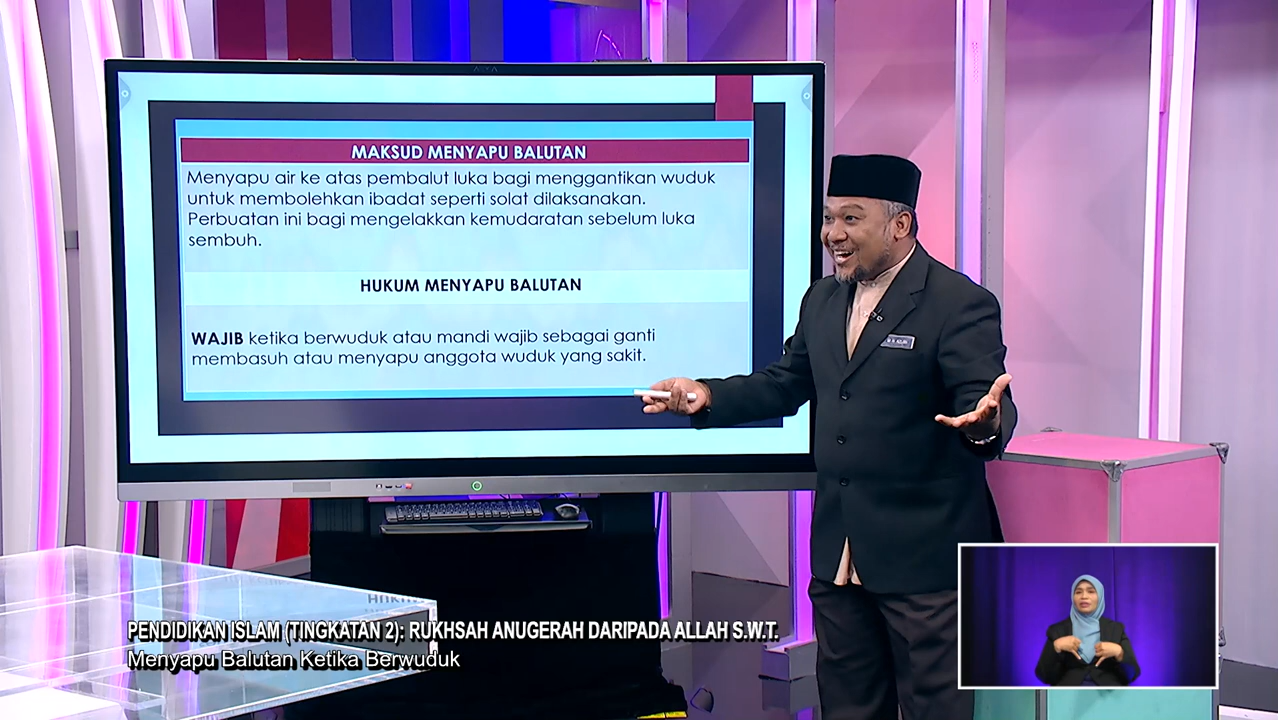 MAKSUD MENYAPU BALUTAN
Menyapu air ke atas pembalut luka bagi menggantikan wuduk
untuk membolehkan ibadat seperti solat dilaksanakan.
Perbuatan ini bagi mengelakkan kemudaratan sebelum luka
sembuh.
HUKUM MENYAPU BALUTAN
WAJIB ketika berwuduk atau mandi wajib sebagai ganti
membasuh atau menyapu anggota wuduk yang sakit.
PENDIDIKAN ISLAM (TINGKATAN 2): RUKHSAH ANUGERAH DARIPADA ALLAH S.W.T.
Menyapu Balutan Ketika Berwuduk